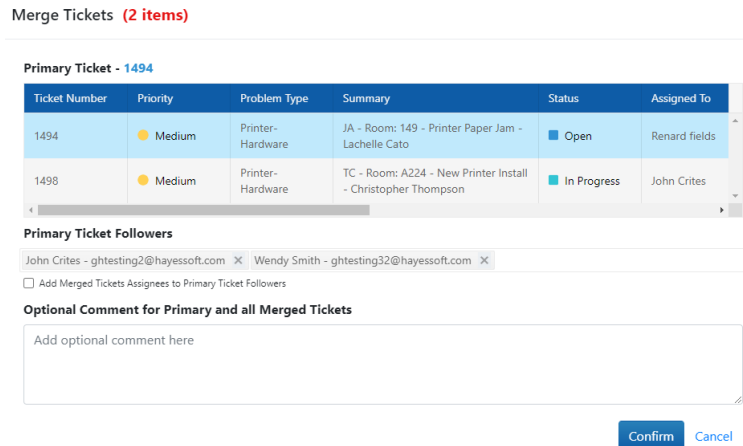 Merge Tickets (2 items)
Primary Ticket - 1494
Ticket Number Priority Problem Type Summary Status Assigned To
1494 Medium Printer-Hardware JA - Room: 149 - Printer Paper Jam - Lachelle Cato Open Renard fields
1498 Medium Printer-Hardware TC - Room: A224 - New Printer Install - Christopher Thompson In Progress John Crites
Primary Ticket Followers
John Crites - ghtesting2@hayessoft.com ✕ Wendy Smith - ghtesting32@hayessoft.com ✕
Add Merged Tickets Assignees to Primary Ticket Followers
Optional Comment for Primary and all Merged Tickets
Add optional comment here
Confirm Cancel